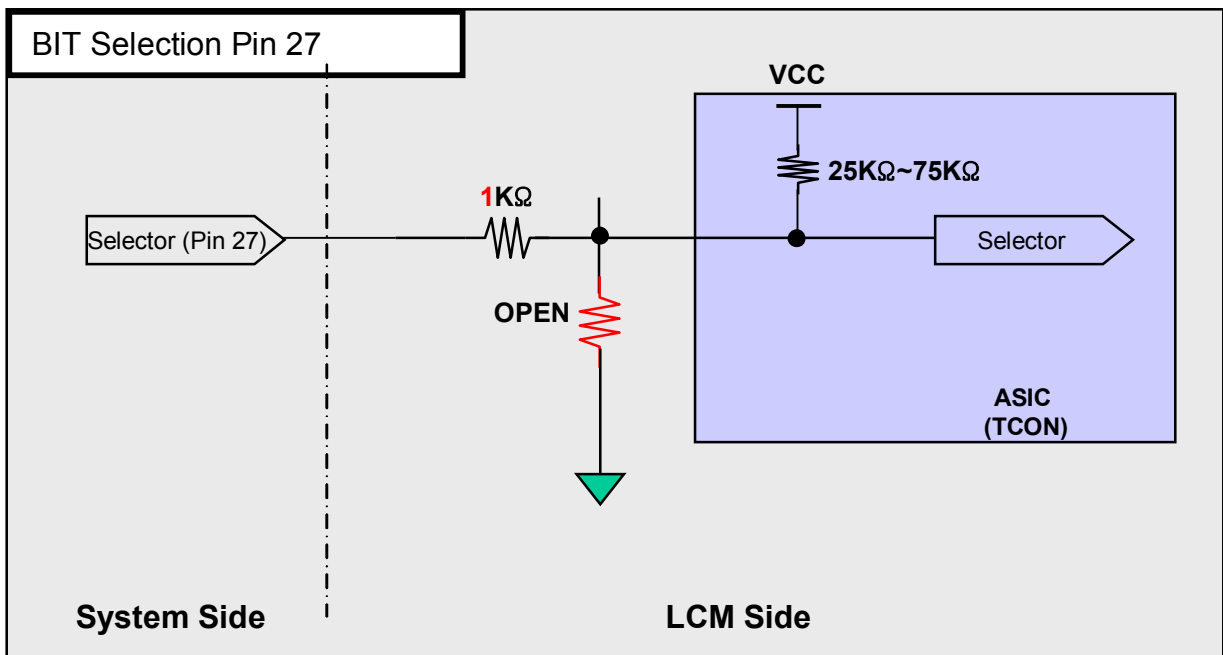 BIT Selection Pin 27
VCC
25KΩ~75KΩ
1KΩ
Selector (Pin 27)
Selector
OPEN
ASIC
(TCON)
System Side
LCM Side